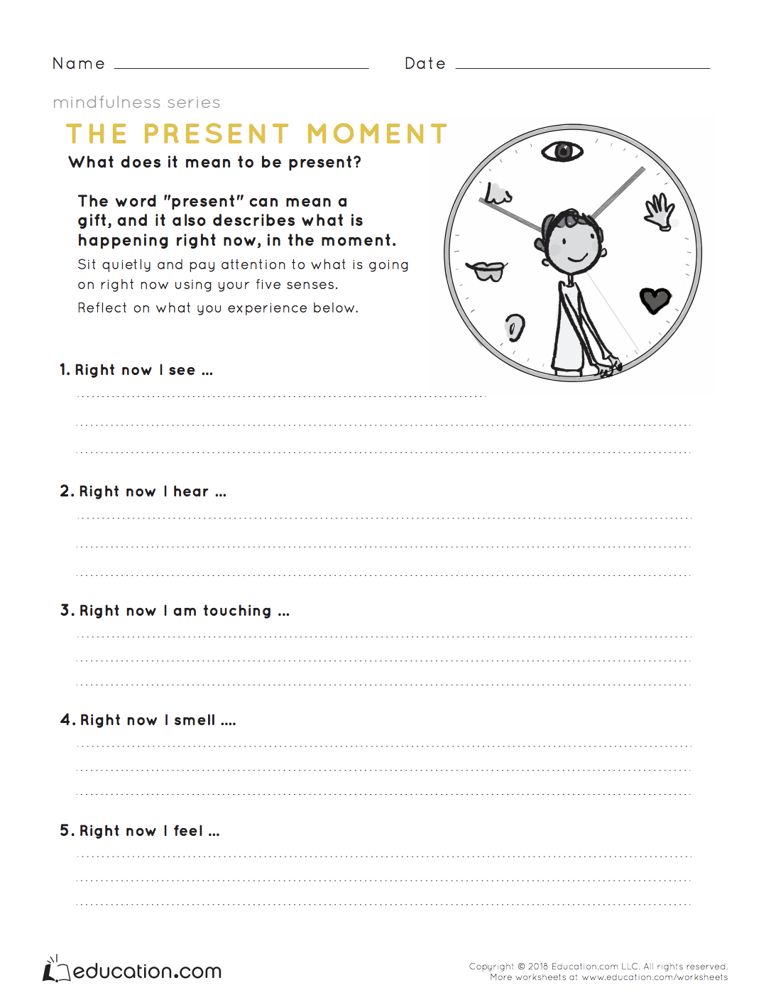 Name Date
mindfulness series
THE PRESENT MOMENT
What does it mean to be present?
The word "present" can mean a
gift, and it also describes what is
happening right now, in the moment.
Sit quietly and pay attention to what is going
on right now using your five senses.
Reflect on what you experience below.
1. Right now I see ...
2. Right now I hear ...
3. Right now I am touching ...
4. Right now I smell ....
5. Right now I feel ...
education.com
Copyright © 2018 Education.com LLC. All rights reserved.
More worksheets at www.education.com/worksheets